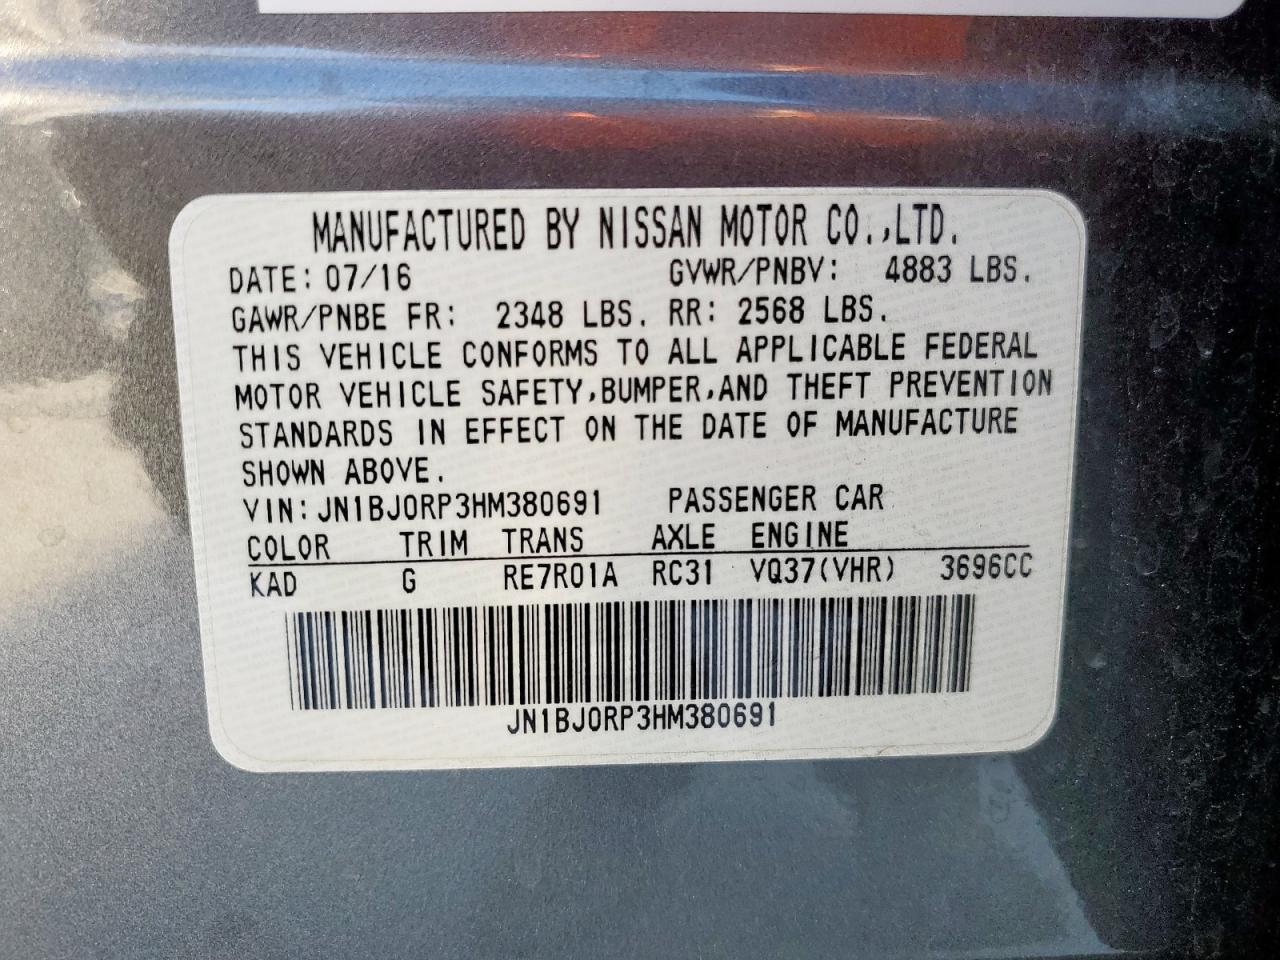 MANUFACTURED BY NISSAN MOTOR CO.,LTD.
DATE: 07/16 GVWR/PNBV: 4883 LBS.
GAWR/PNBE FR: 2348 LBS. RR: 2568 LBS.
THIS VEHICLE CONFORMS TO ALL APPLICABLE FEDERAL
MOTOR VEHICLE SAFETY,BUMPER,AND THEFT PREVENTION
STANDARDS IN EFFECT ON THE DATE OF MANUFACTURE
SHOWN ABOVE.
VIN: JN1BJ0RP3HM380691 PASSENGER CAR
COLOR TRIM TRANS AXLE ENGINE
KAD G RE7R01A RC31 VQ37(VHR) 3696CC
JN1BJ0RP3HM380691